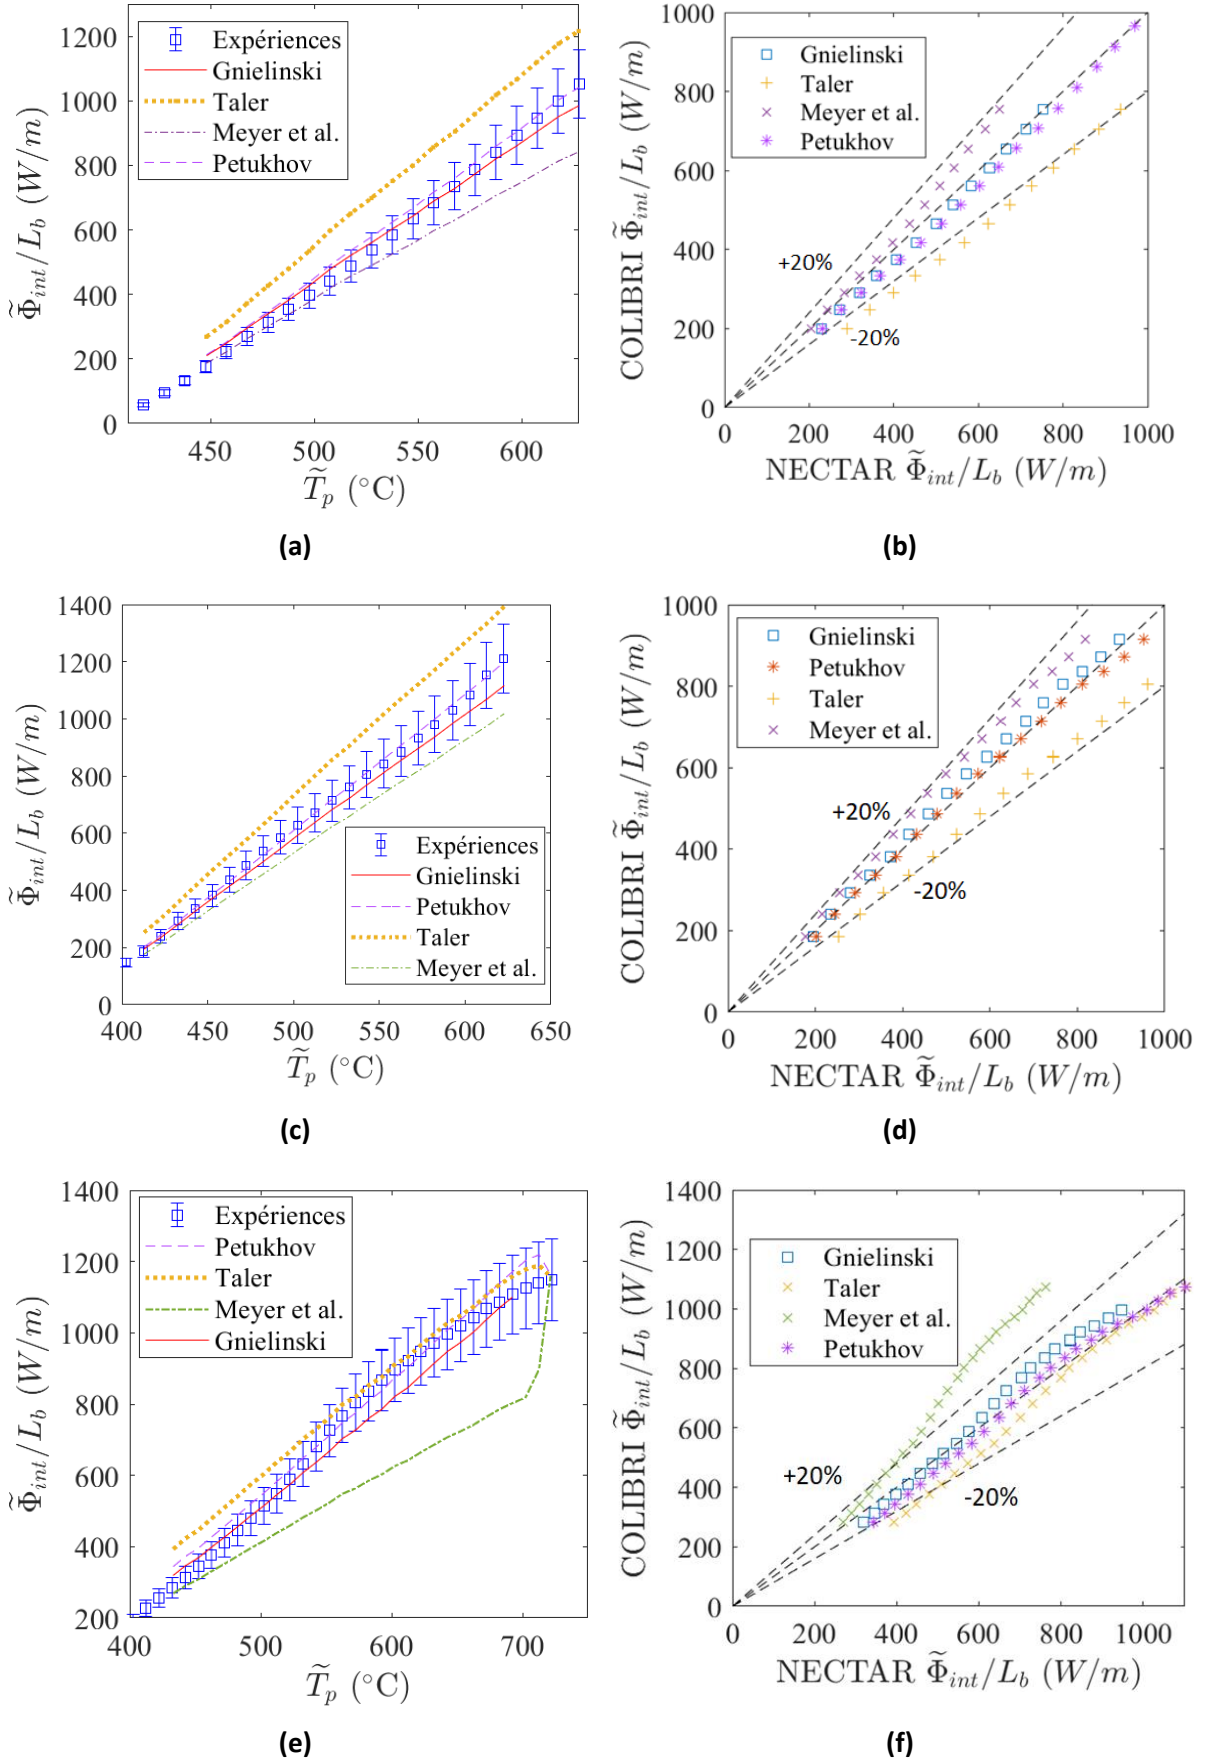 1200
1000
800
600
400
200
0
450
500
550
600
Φ̃int/Lb (W/m)
T̃p (°C)
Expériences
Gnielinski
Taler
Meyer et al.
Petukhov
(a)
1000
800
600
400
200
0
0
200
400
600
800
1000
COLIBRI Φ̃int/Lb (W/m)
NECTAR Φ̃int/Lb (W/m)
Gnielinski
Taler
Meyer et al.
Petukhov
+20%
-20%
(b)
1400
1200
1000
800
600
400
200
0
400
450
500
550
600
650
Φ̃int/Lb (W/m)
T̃p (°C)
Expériences
Gnielinski
Petukhov
Taler
Meyer et al.
(c)
1000
800
600
400
200
0
0
200
400
600
800
1000
COLIBRI Φ̃int/Lb (W/m)
NECTAR Φ̃int/Lb (W/m)
Gnielinski
Petukhov
Taler
Meyer et al.
+20%
-20%
(d)
1400
1200
1000
800
600
400
200
400
500
600
700
Φ̃int/Lb (W/m)
T̃p (°C)
Expériences
Petukhov
Taler
Meyer et al.
Gnielinski
(e)
1400
1200
1000
800
600
400
200
0
0
200
400
600
800
1000
COLIBRI Φ̃int/Lb (W/m)
NECTAR Φ̃int/Lb (W/m)
Gnielinski
Taler
Meyer et al.
Petukhov
+20%
-20%
(f)